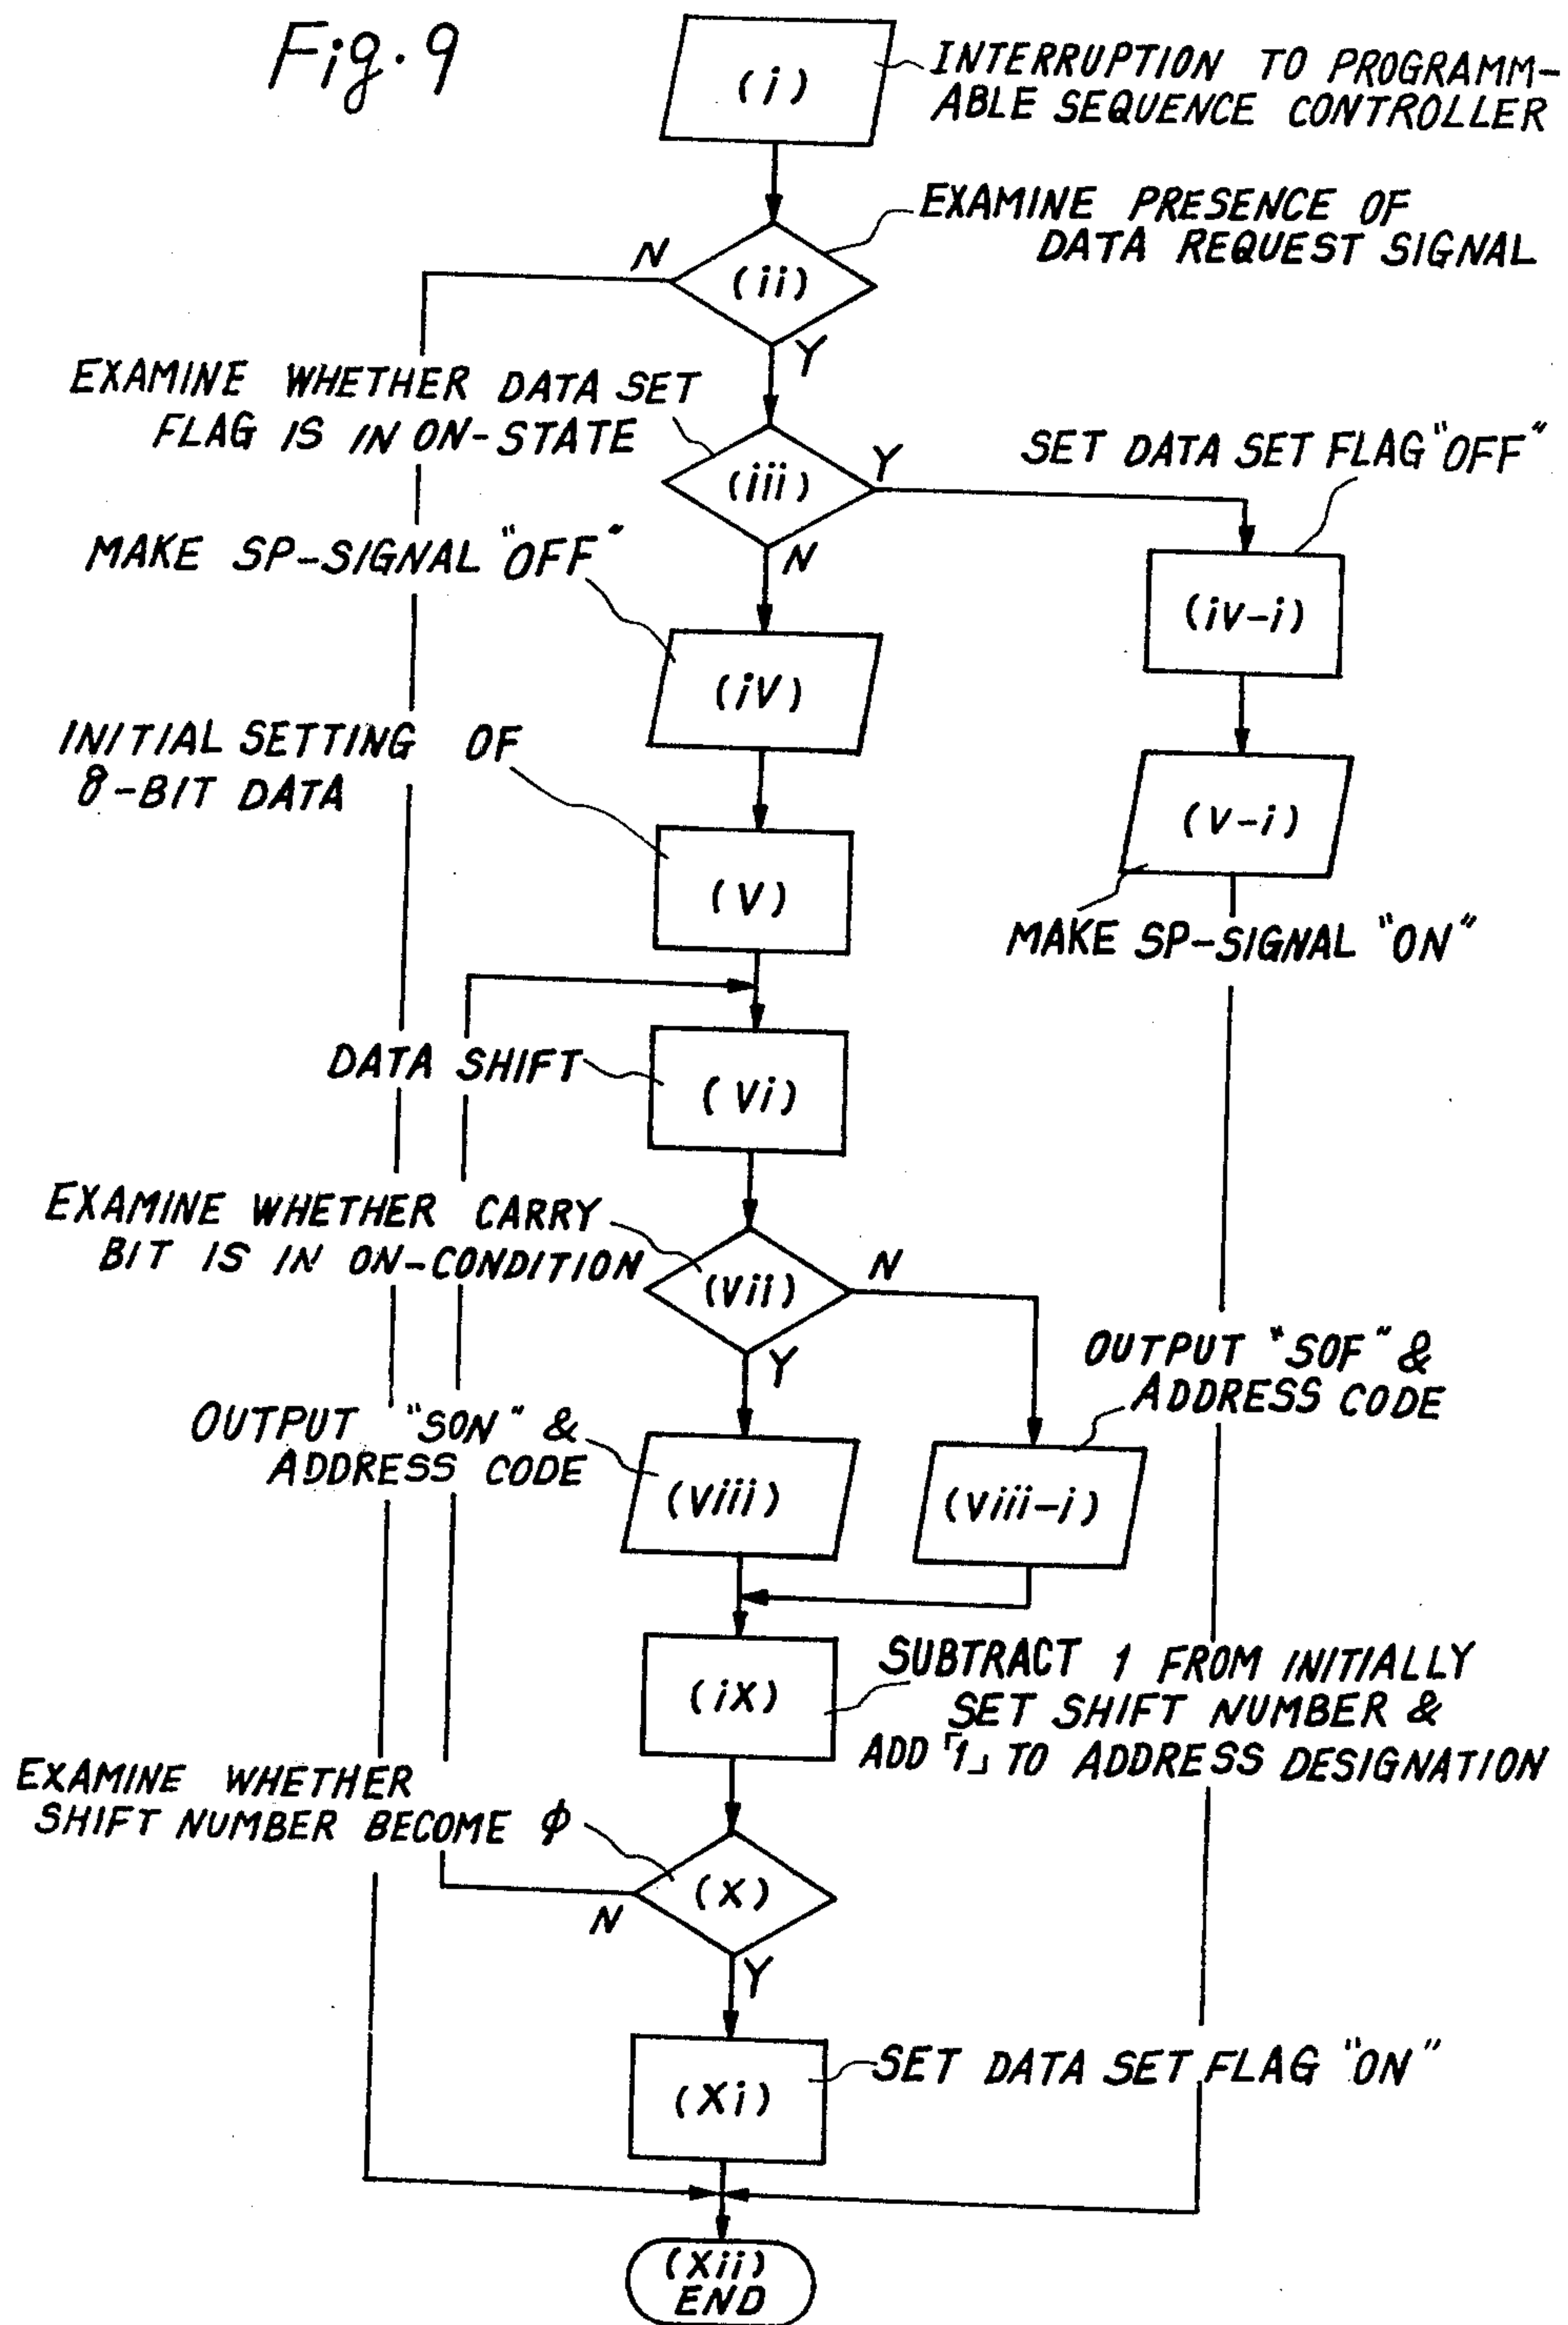 Fig. 9
(i)
INTERRUPTION TO PROGRAMM-
ABLE SEQUENCE CONTROLLER
EXAMINE PRESENCE OF
DATA REQUEST SIGNAL
N
(ii)
Y
EXAMINE WHETHER DATA SET
FLAG IS IN ON-STATE
(iii)
Y
SET DATA SET FLAG "OFF"
N
MAKE SP-SIGNAL "OFF"
(iV)
(iV-i)
INITIAL SETTING OF
8-BIT DATA
(V)
(V-i)
MAKE SP-SIGNAL "ON"
DATA SHIFT
(Vi)
EXAMINE WHETHER CARRY
BIT IS IN ON-CONDITION
(Vii)
N
Y
OUTPUT "SOF" &
ADDRESS CODE
OUTPUT "SON" &
ADDRESS CODE
(Viii)
(Viii-i)
(iX)
SUBTRACT 1 FROM INITIALLY
SET SHIFT NUMBER &
ADD「1」TO ADDRESS DESIGNATION
EXAMINE WHETHER
SHIFT NUMBER BECOME φ
(X)
N
Y
(Xi)
SET DATA SET FLAG "ON"
(Xii)
END